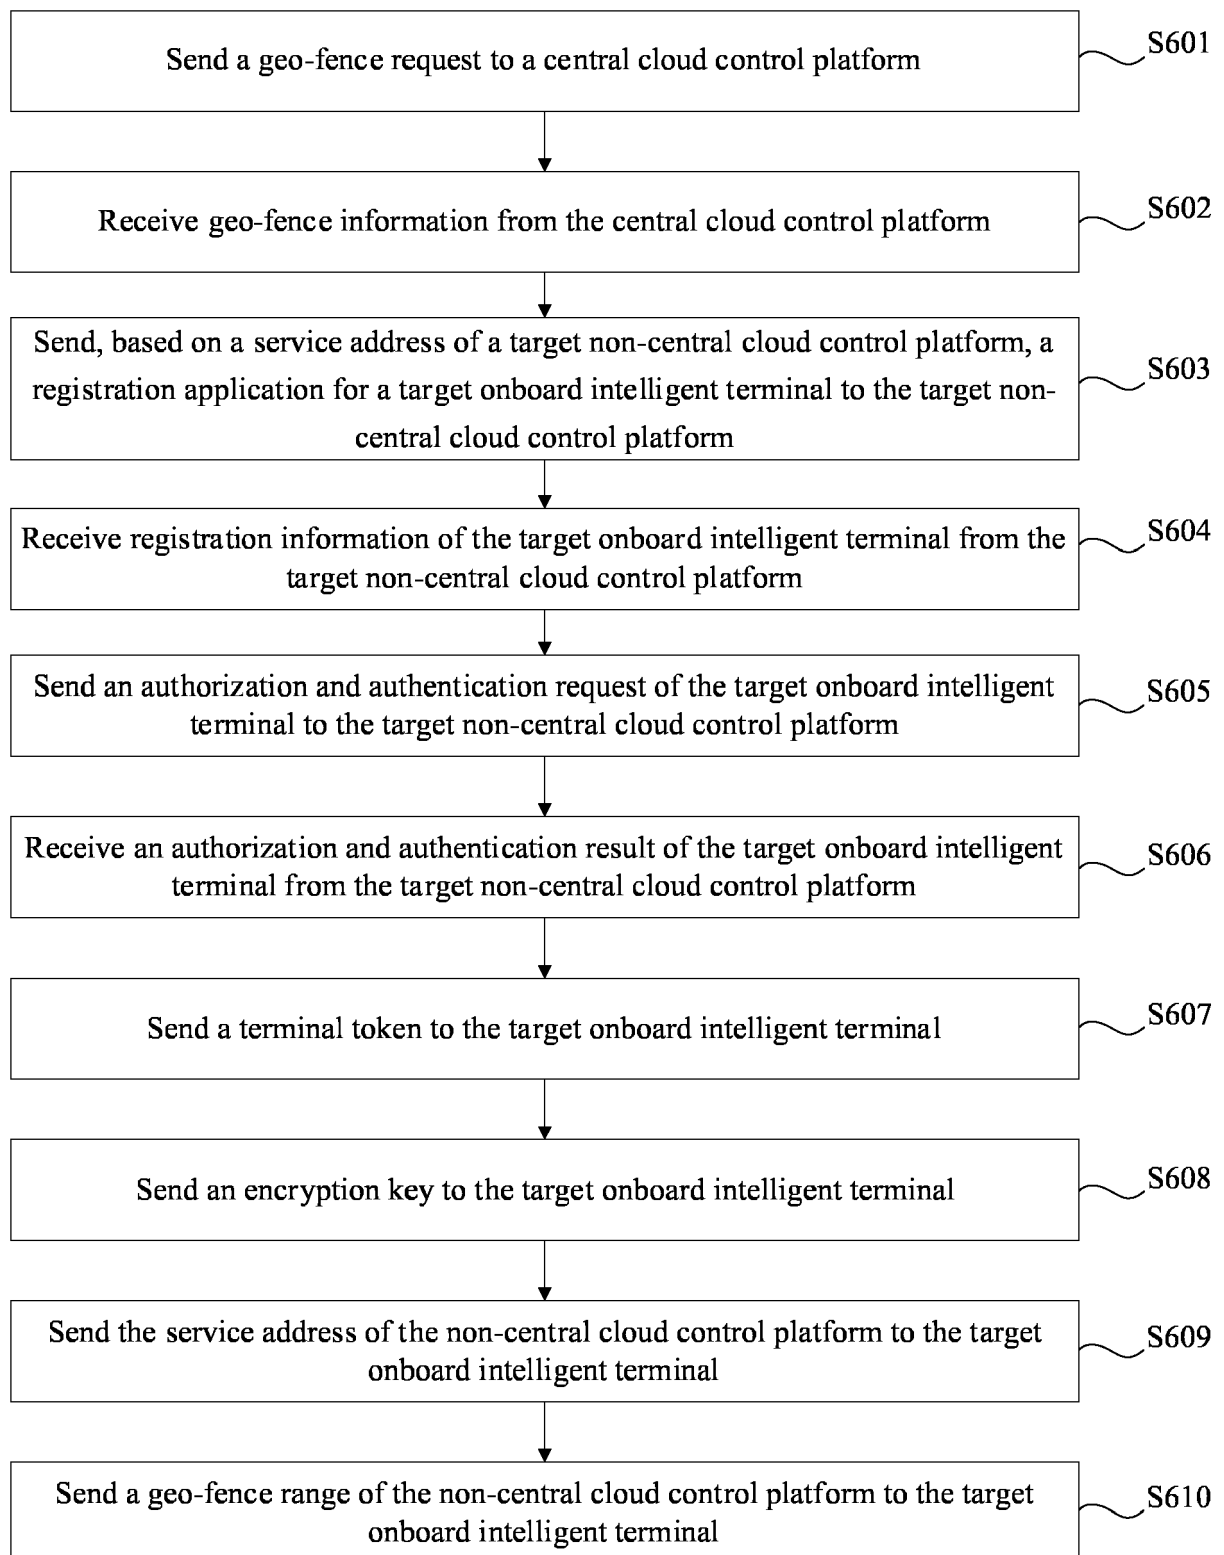 Send a geo-fence request to a central cloud control platform
S601
Receive geo-fence information from the central cloud control platform
S602
Send, based on a service address of a target non-central cloud control platform, a
registration application for a target onboard intelligent terminal to the target non-
central cloud control platform
S603
Receive registration information of the target onboard intelligent terminal from the
target non-central cloud control platform
S604
Send an authorization and authentication request of the target onboard intelligent
terminal to the target non-central cloud control platform
S605
Receive an authorization and authentication result of the target onboard intelligent
terminal from the target non-central cloud control platform
S606
Send a terminal token to the target onboard intelligent terminal
S607
Send an encryption key to the target onboard intelligent terminal
S608
Send the service address of the non-central cloud control platform to the target
onboard intelligent terminal
S609
Send a geo-fence range of the non-central cloud control platform to the target
onboard intelligent terminal
S610